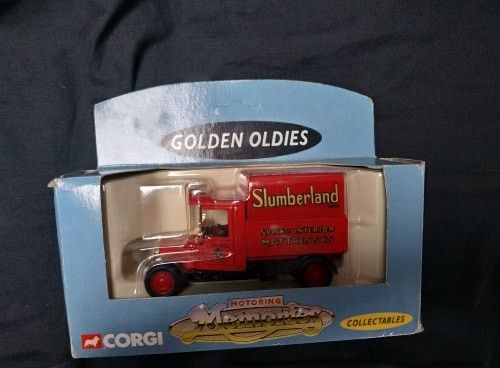 GOLDEN OLDIES
Slumberland
SPRING INTERIOR
MATTRESSES
MOTORING
Memories
CORGI
COLLECTABLES